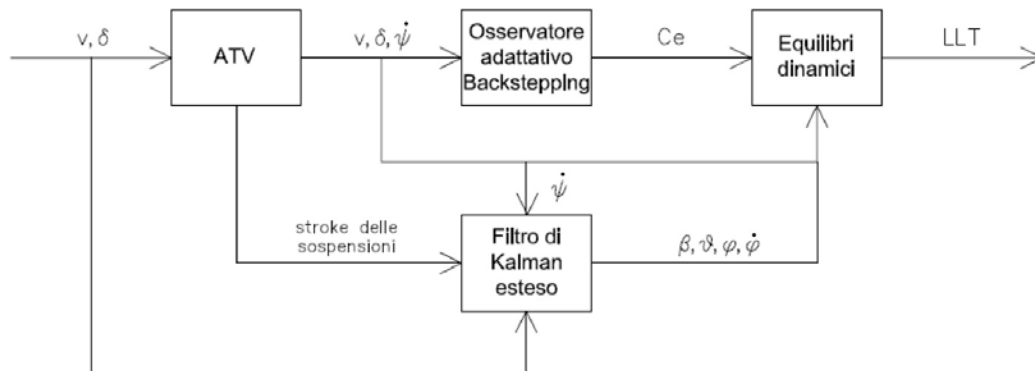 v, δ
ATV
v, δ, ψ̇
Osservatore
adattativo
Backstepping
Ce
Equilibri
dinamici
LLT
ψ̇
stroke delle
sospensioni
Filtro di
Kalman
esteso
β, ϑ, φ, φ̇